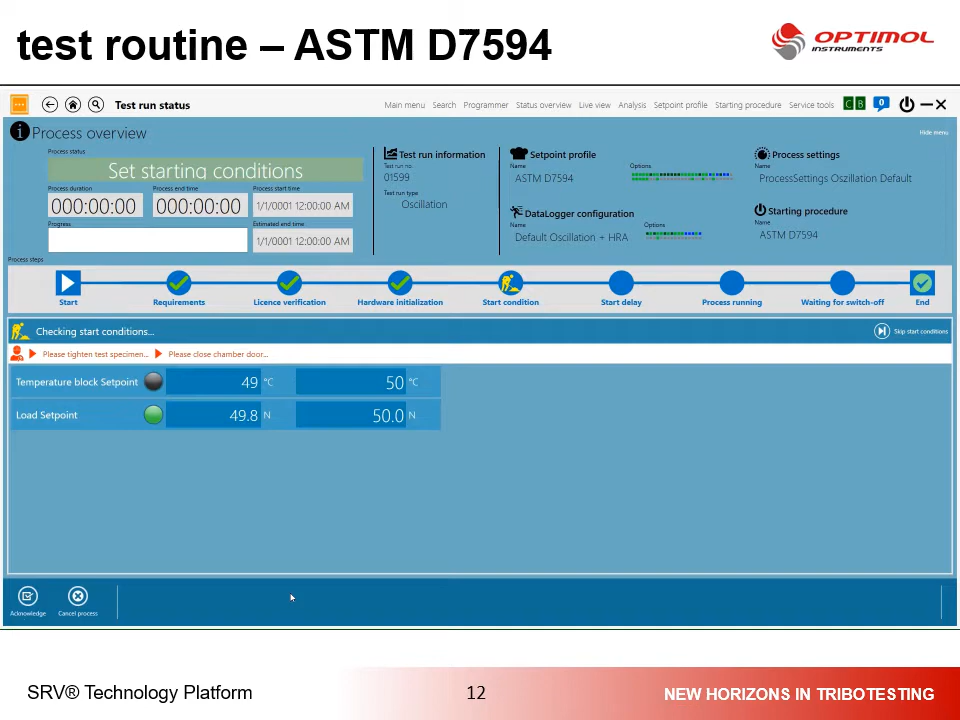 test routine – ASTM D7594
OPTIMOL
INSTRUMENTS
Test run status
Main menu Search Programmer Status overview Live view Analysis Setpoint profile Starting procedure Service tools C B 0
Process overview
Hide menu
Process status
Set starting conditions
Process duration Process end time Process start time
000:00:00 000:00:00 1/1/0001 12:00:00 AM
Progress Estimated end time
1/1/0001 12:00:00 AM
Test run information
Test run no.
01599
Test run type
Oscillation
Setpoint profile
Name Options
ASTM D7594
DataLogger configuration
Name Options
Default Oscillation + HRA
Process settings
Name
ProcessSettings Oszillation Default
Starting procedure
Name
ASTM D7594
Process steps
Start Requirements Licence verification Hardware initialization Start condition Start delay Process running Waiting for switch-off End
Checking start conditions... Skip start conditions
Please tighten test specimen... Please close chamber door...
Temperature block Setpoint 49 °C 50 °C
Load Setpoint 49.8 N 50.0 N
Acknowledge Cancel process
SRV® Technology Platform 12 NEW HORIZONS IN TRIBOTESTING